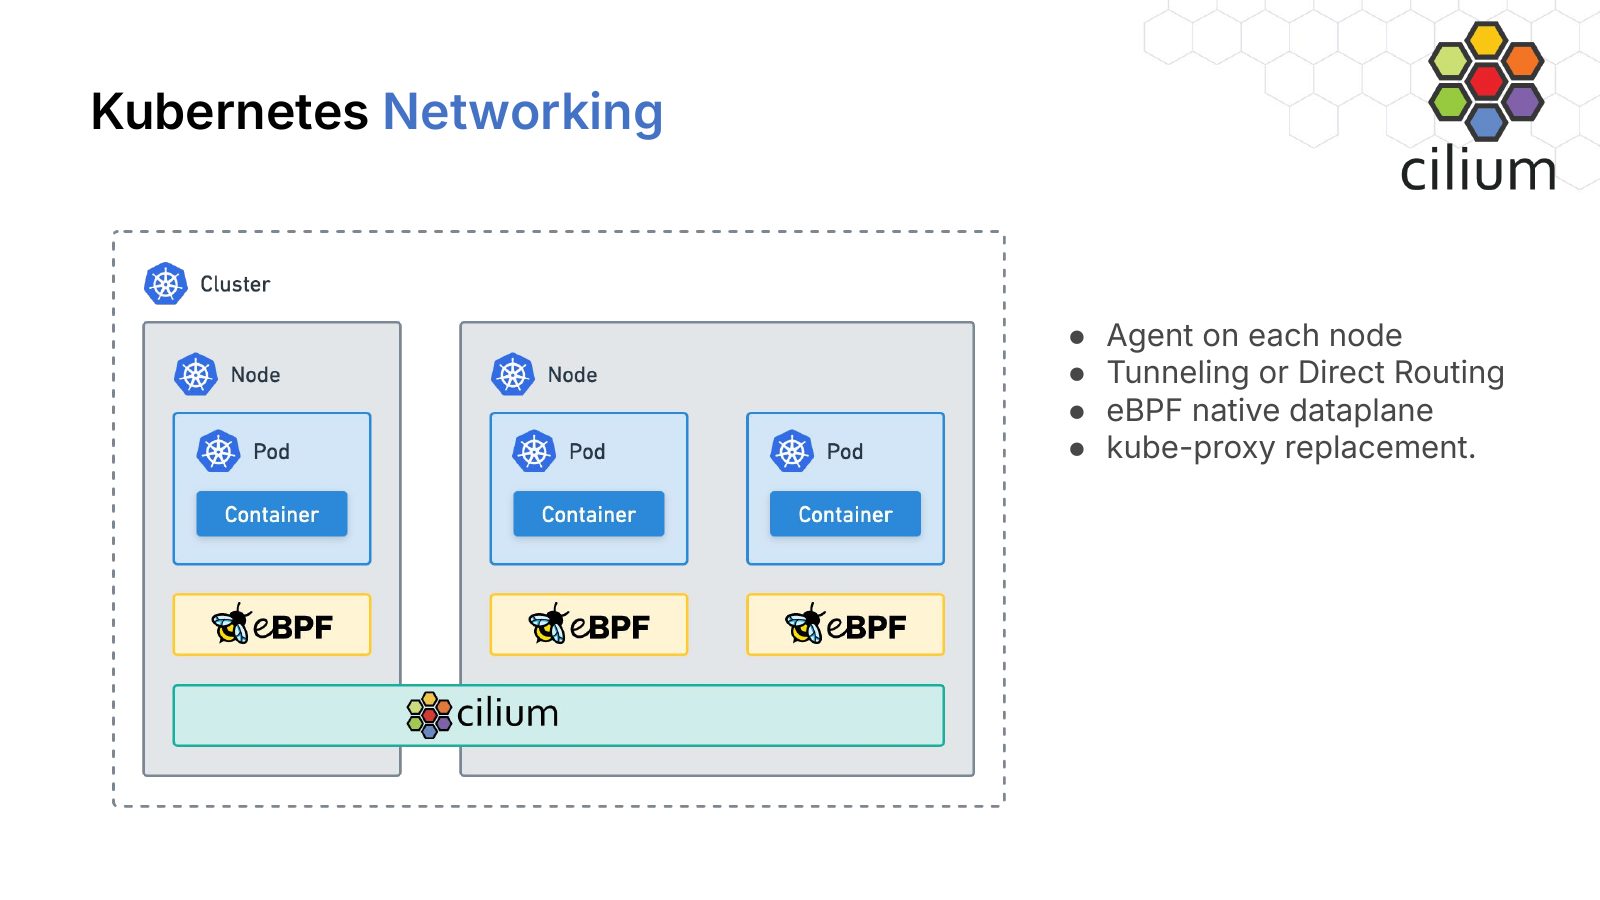 Kubernetes Networking
cilium
Cluster
Node
Node
Pod
Pod
Pod
Container
Container
Container
eBPF
eBPF
eBPF
cilium
● Agent on each node
● Tunneling or Direct Routing
● eBPF native dataplane
● kube-proxy replacement.